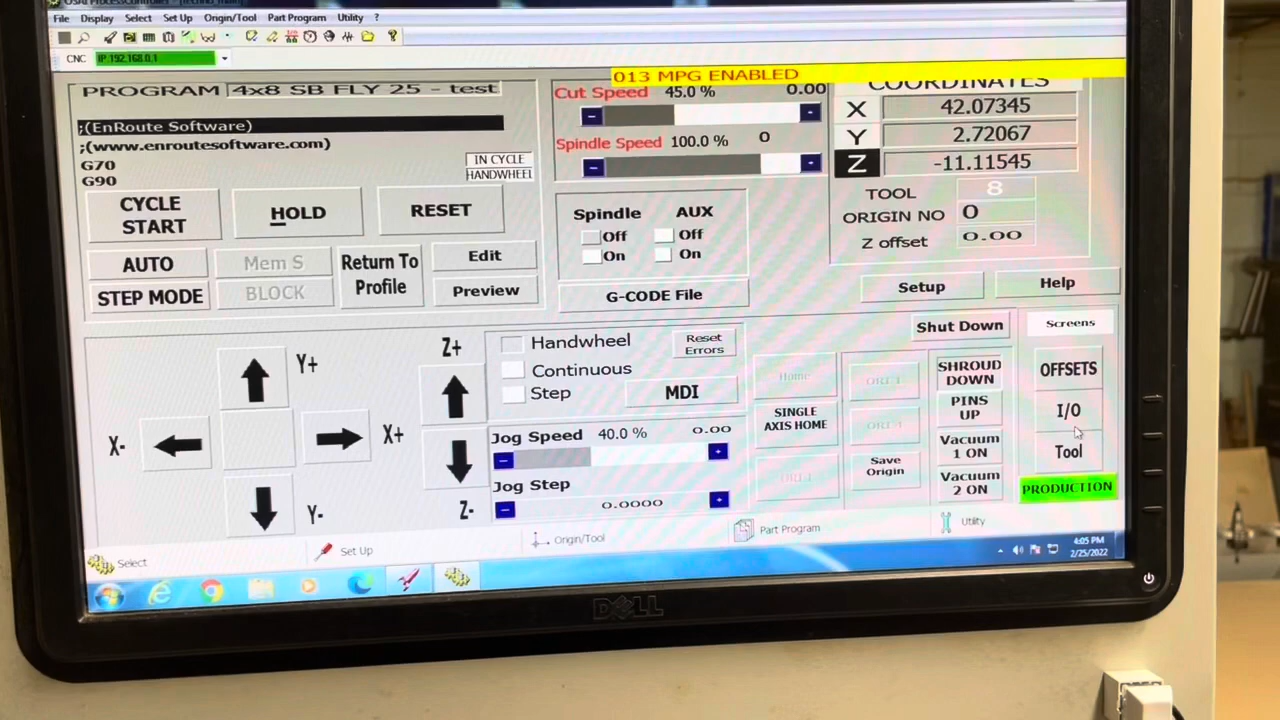 File Display Select Set Up Origin/Tool Part Program Utility ?
CNC IP:192.168.0.1
013 MPG ENABLED
PROGRAM 4x8 SB FLY 25 - test
;(EnRoute Software)
;(www.enroutesoftware.com)
G70
G90
IN CYCLE
HANDWHEEL
CYCLE START
HOLD
RESET
AUTO
Mem S
Return To Profile
Edit
STEP MODE
BLOCK
Preview
Cut Speed 45.0 % 0.00
Spindle Speed 100.0 % 0
Spindle AUX
Off Off
On On
G-CODE File
COORDINATES
X 42.07345
Y 2.72067
Z -11.11545
TOOL 8
ORIGIN NO 0
Z offset 0.00
Setup
Help
Y+
X-
X+
Y-
Z+
Z-
Handwheel
Continuous
Step
Reset Errors
MDI
Jog Speed 40.0 % 0.00
Jog Step
0.0000
Home
SINGLE AXIS HOME
Save Origin
Shut Down
SHROUD DOWN
PINS UP
Vacuum 1 ON
Vacuum 2 ON
Screens
OFFSETS
I/O
Tool
PRODUCTION
Select
Set Up
Origin/Tool
Part Program
Utility
4:05 PM
2/25/2022
DELL